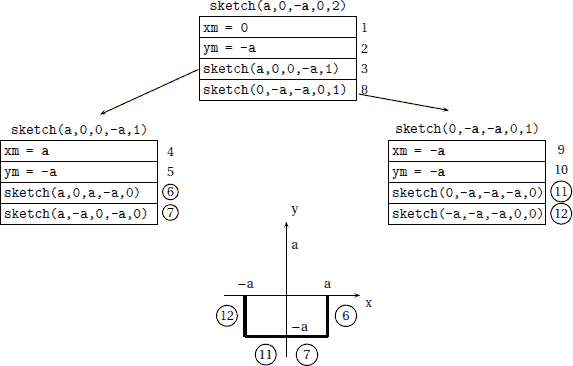 sketch(a,0,-a,0,2)
xm = 0 1
ym = -a 2
sketch(a,0,0,-a,1) 3
sketch(0,-a,-a,0,1) 8
sketch(a,0,0,-a,1)
xm = a 4
ym = -a 5
sketch(a,0,a,-a,0) 6
sketch(a,-a,0,-a,0) 7
sketch(0,-a,-a,0,1)
xm = -a 9
ym = -a 10
sketch(0,-a,-a,-a,0) 11
sketch(-a,-a,-a,0,0) 12
y
a
−a a
x
12 −a 6
11 7